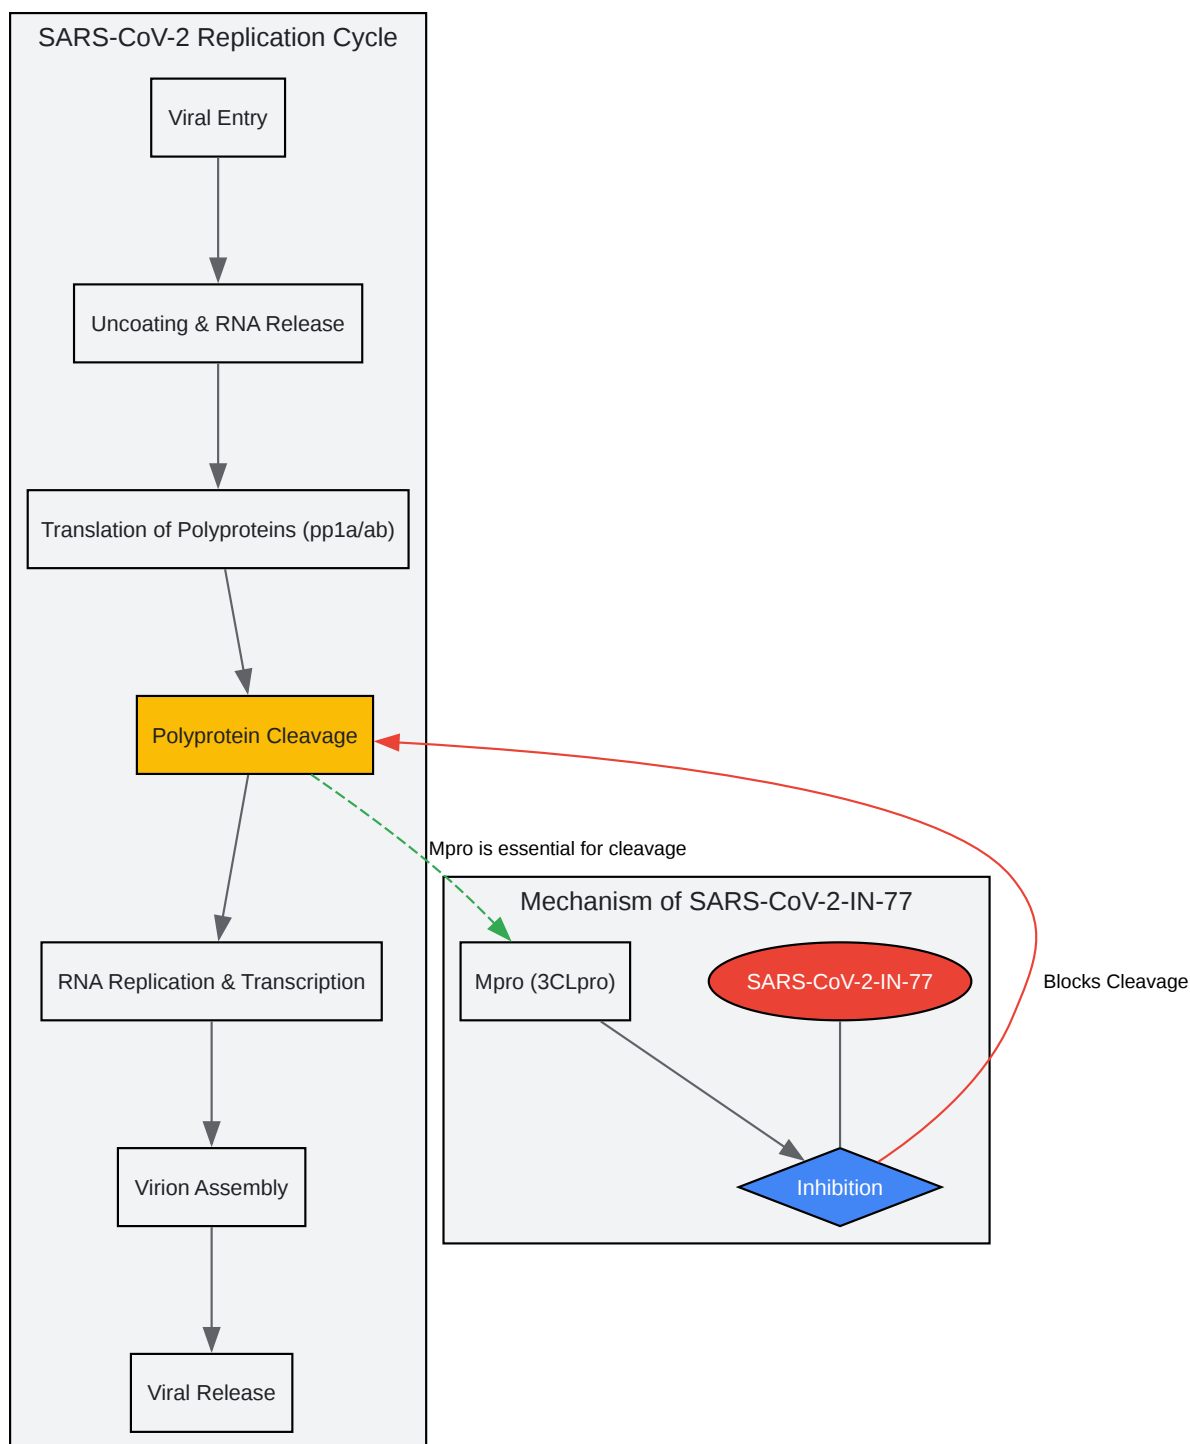 SARS-CoV-2 Replication Cycle
Viral Entry
Uncoating & RNA Release
Translation of Polyproteins (pp1a/ab)
Polyprotein Cleavage
Mpro is essential for cleavage
Mechanism of SARS-CoV-2-IN-77
RNA Replication & Transcription
Mpro (3CLpro)
SARS-CoV-2-IN-77
Blocks Cleavage
Virion Assembly
Inhibition
Viral Release